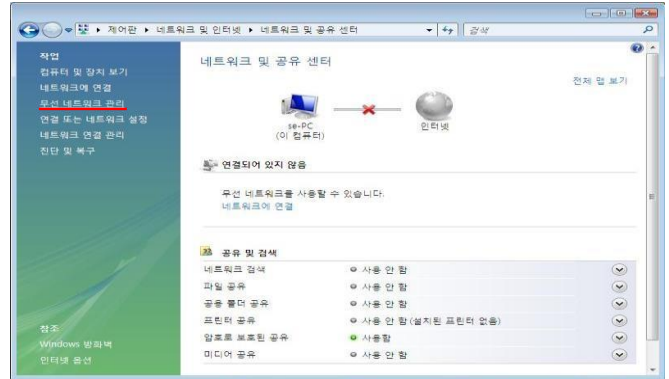 제어판 ▸ 네트워크 및 인터넷 ▸ 네트워크 및 공유 센터
검색
작업
컴퓨터 및 장치 보기
네트워크에 연결
무선 네트워크 관리
연결 또는 네트워크 설정
네트워크 연결 관리
진단 및 복구
참조
Windows 방화벽
인터넷 옵션
네트워크 및 공유 센터
전체 맵 보기
se-PC
(이 컴퓨터)
인터넷
연결되어 있지 않음
무선 네트워크를 사용할 수 있습니다.
네트워크에 연결
공유 및 검색
네트워크 검색 사용 안 함
파일 공유 사용 안 함
공용 폴더 공유 사용 안 함
프린터 공유 사용 안 함(설치된 프린터 없음)
암호로 보호된 공유 사용함
미디어 공유 사용 안 함